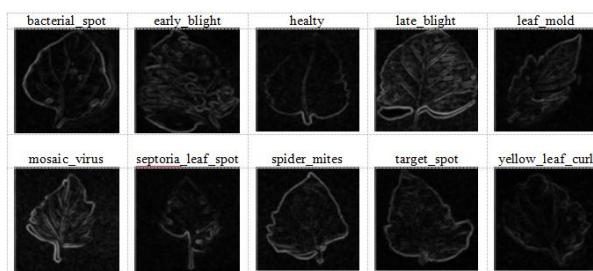 bacterial_spot early_blight healty late_blight leaf_mold
mosaic_virus septoria_leaf_spot spider_mites target_spot yellow_leaf_curl